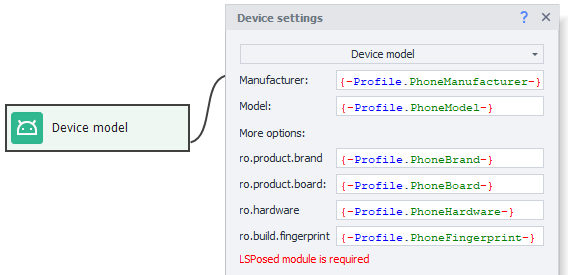 Device settings ? ×
Device model
Manufacturer: {-Profile.PhoneManufacturer-}
Model: {-Profile.PhoneModel-}
Device model
More options:
ro.product.brand {-Profile.PhoneBrand-}
ro.product.board: {-Profile.PhoneBoard-}
ro.hardware {-Profile.PhoneHardware-}
ro.build.fingerprint {-Profile.PhoneFingerprint-}
LSPosed module is required